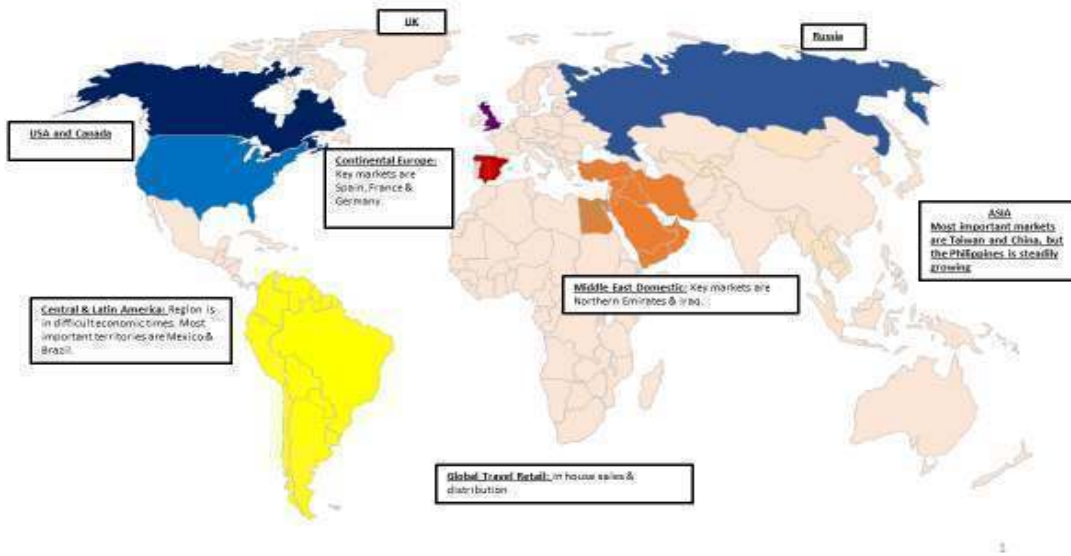 UK
Russia
USA and Canada
Continental Europe:
Key markets are
Spain, France &
Germany.
ASIA
Most important markets
are Taiwan and China, but
the Philippines is steadily
growing
Middle East Domestic: Key markets are
Northern Emirates & Iraq.
Central & Latin America: Region is
in difficult economic times. Most
important territories are Mexico &
Brazil.
Global Travel Retail: In house sales &
distribution
1